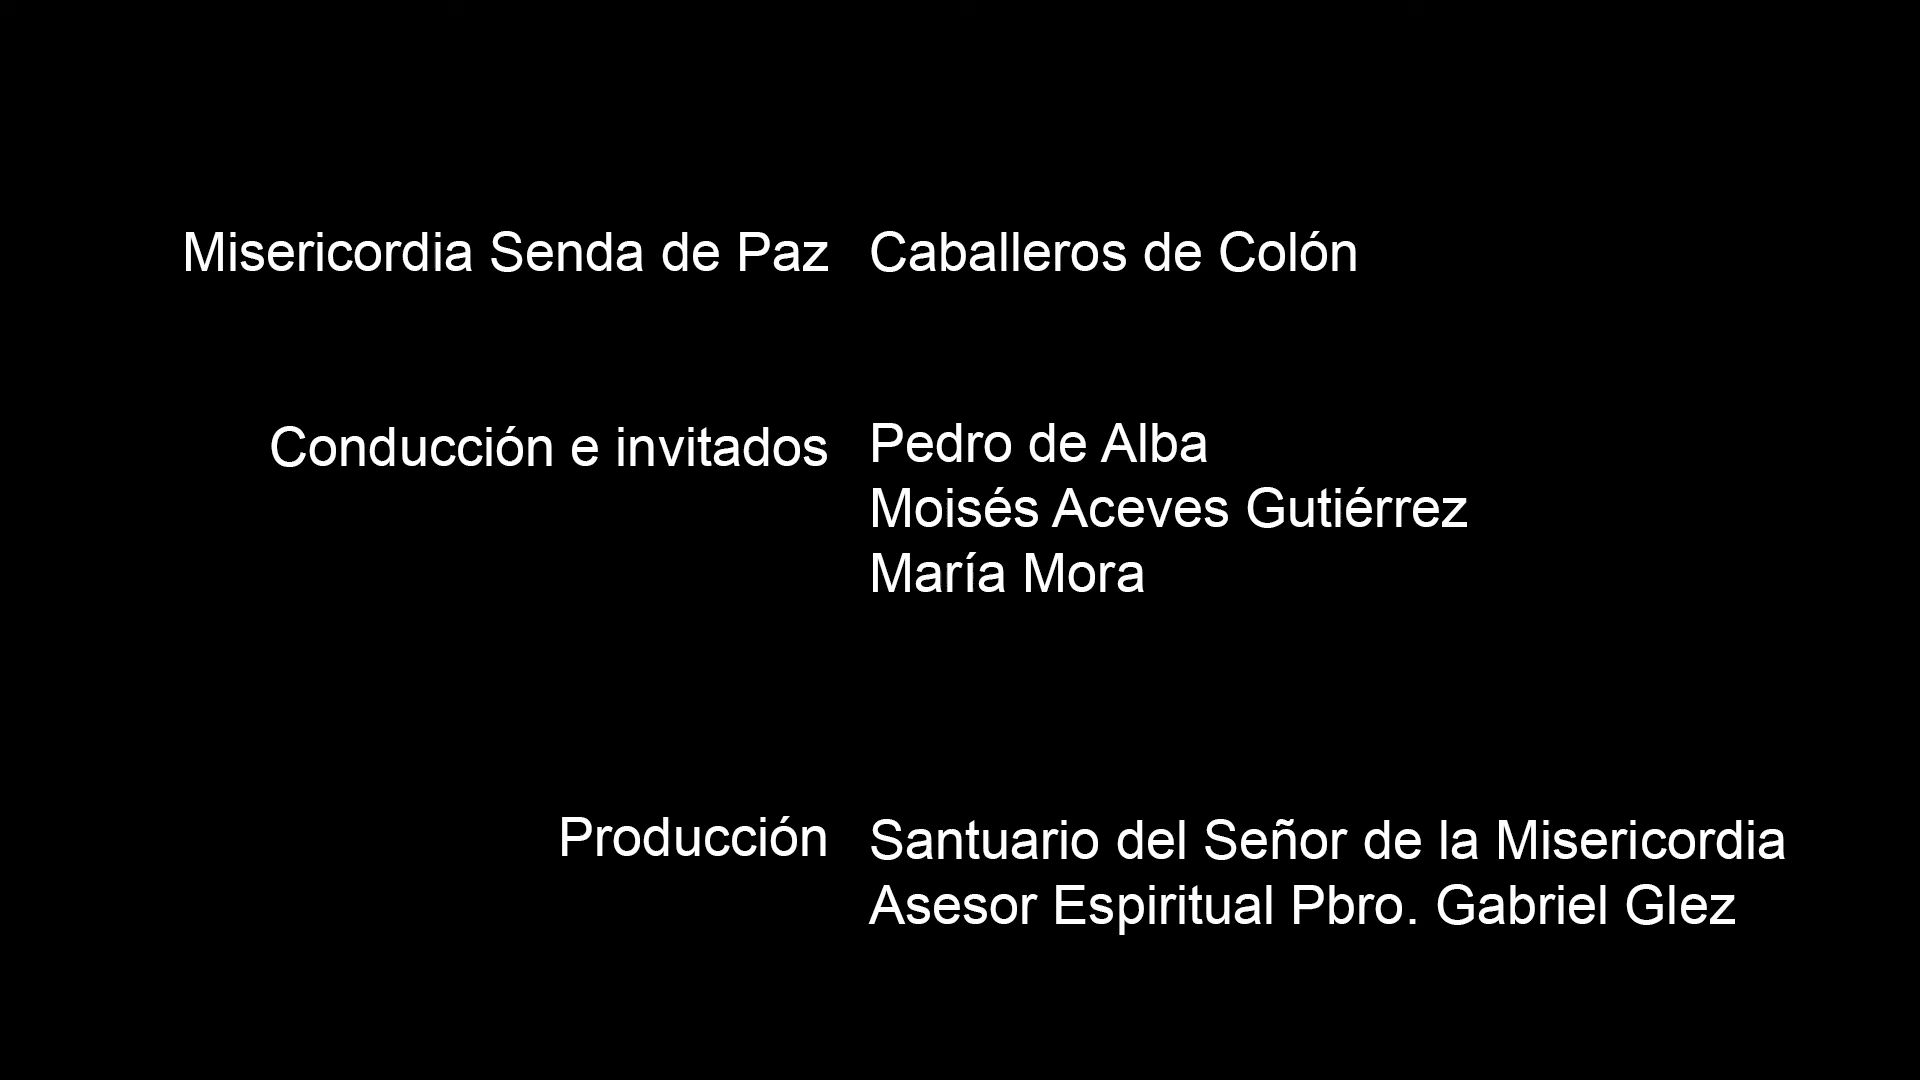 Misericordia Senda de Paz Caballeros de Colón
Conducción e invitados Pedro de Alba
Moisés Aceves Gutiérrez
María Mora
Producción Santuario del Señor de la Misericordia
Asesor Espiritual Pbro. Gabriel Glez